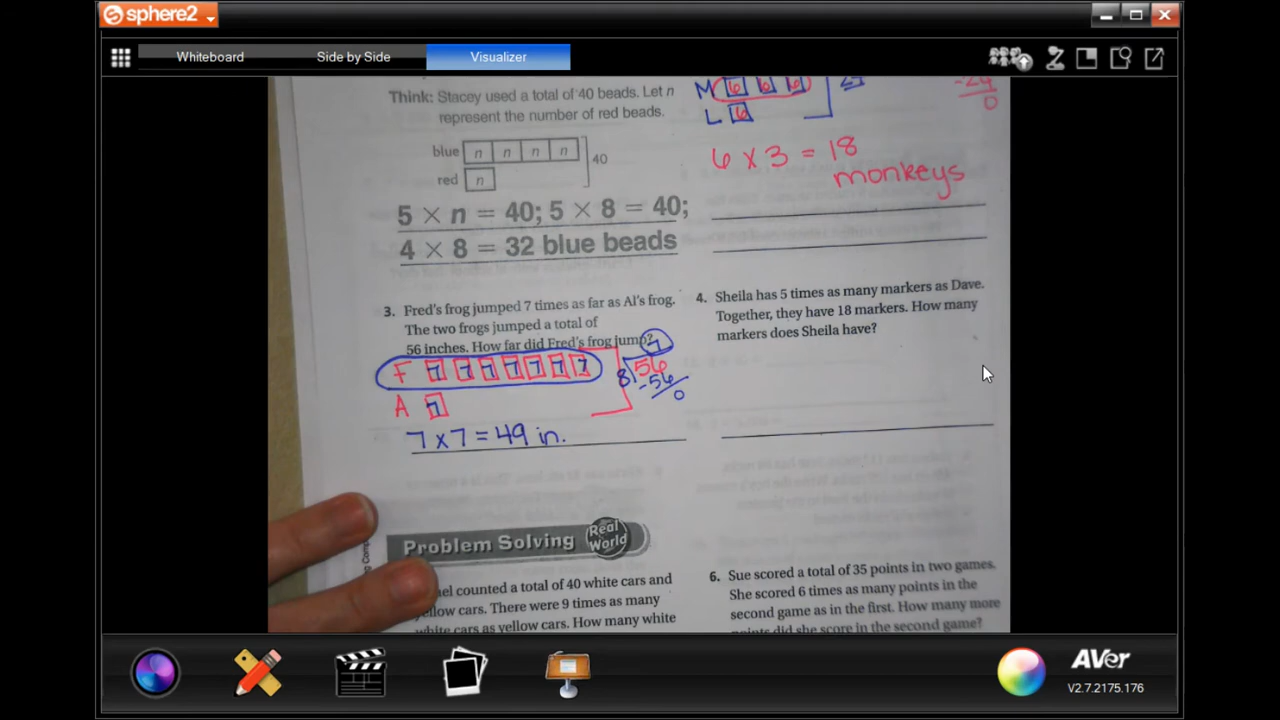 sphere2
Whiteboard
Side by Side
Visualizer
Think: Stacey used a total of 40 beads. Let n
represent the number of red beads.
blue n n n n
40
red n
5 × n = 40; 5 × 8 = 40;
4 × 8 = 32 blue beads
M 6 6 6
L 6
-24
0
6 x 3 = 18
monkeys
3. Fred's frog jumped 7 times as far as Al's frog.
The two frogs jumped a total of
56 inches. How far did Fred's frog jump?
F 7 7 7 7 7 7 7
A 7
7
8 56
-56
0
7 x 7 = 49 in.
4. Sheila has 5 times as many markers as Dave.
Together, they have 18 markers. How many
markers does Sheila have?
Problem Solving
Real
World
counted a total of 40 white cars and
yellow cars. There were 9 times as many
white cars as yellow cars. How many white
6. Sue scored a total of 35 points in two games.
She scored 6 times as many points in the
second game as in the first. How many more
points did she score in the second game?
AVer
V2.7.2175.176